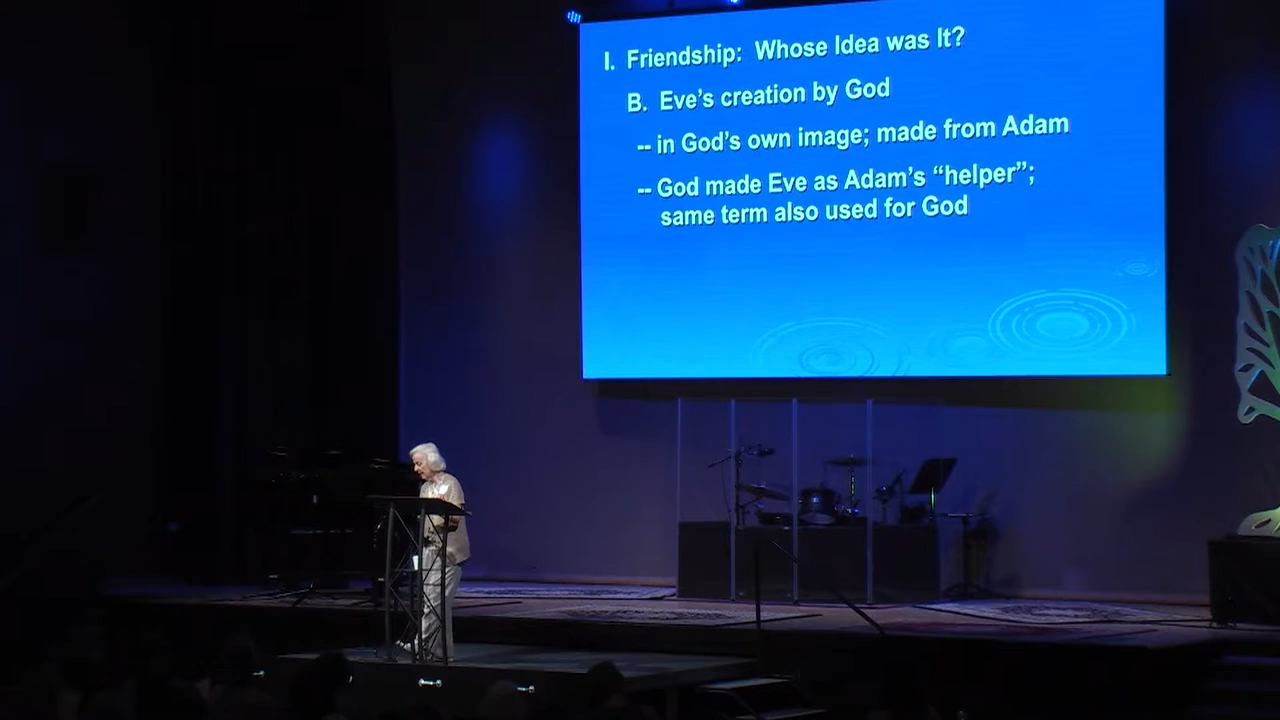 I. Friendship: Whose Idea was It?
B. Eve’s creation by God
-- in God’s own image; made from Adam
-- God made Eve as Adam’s “helper”;
same term also used for God